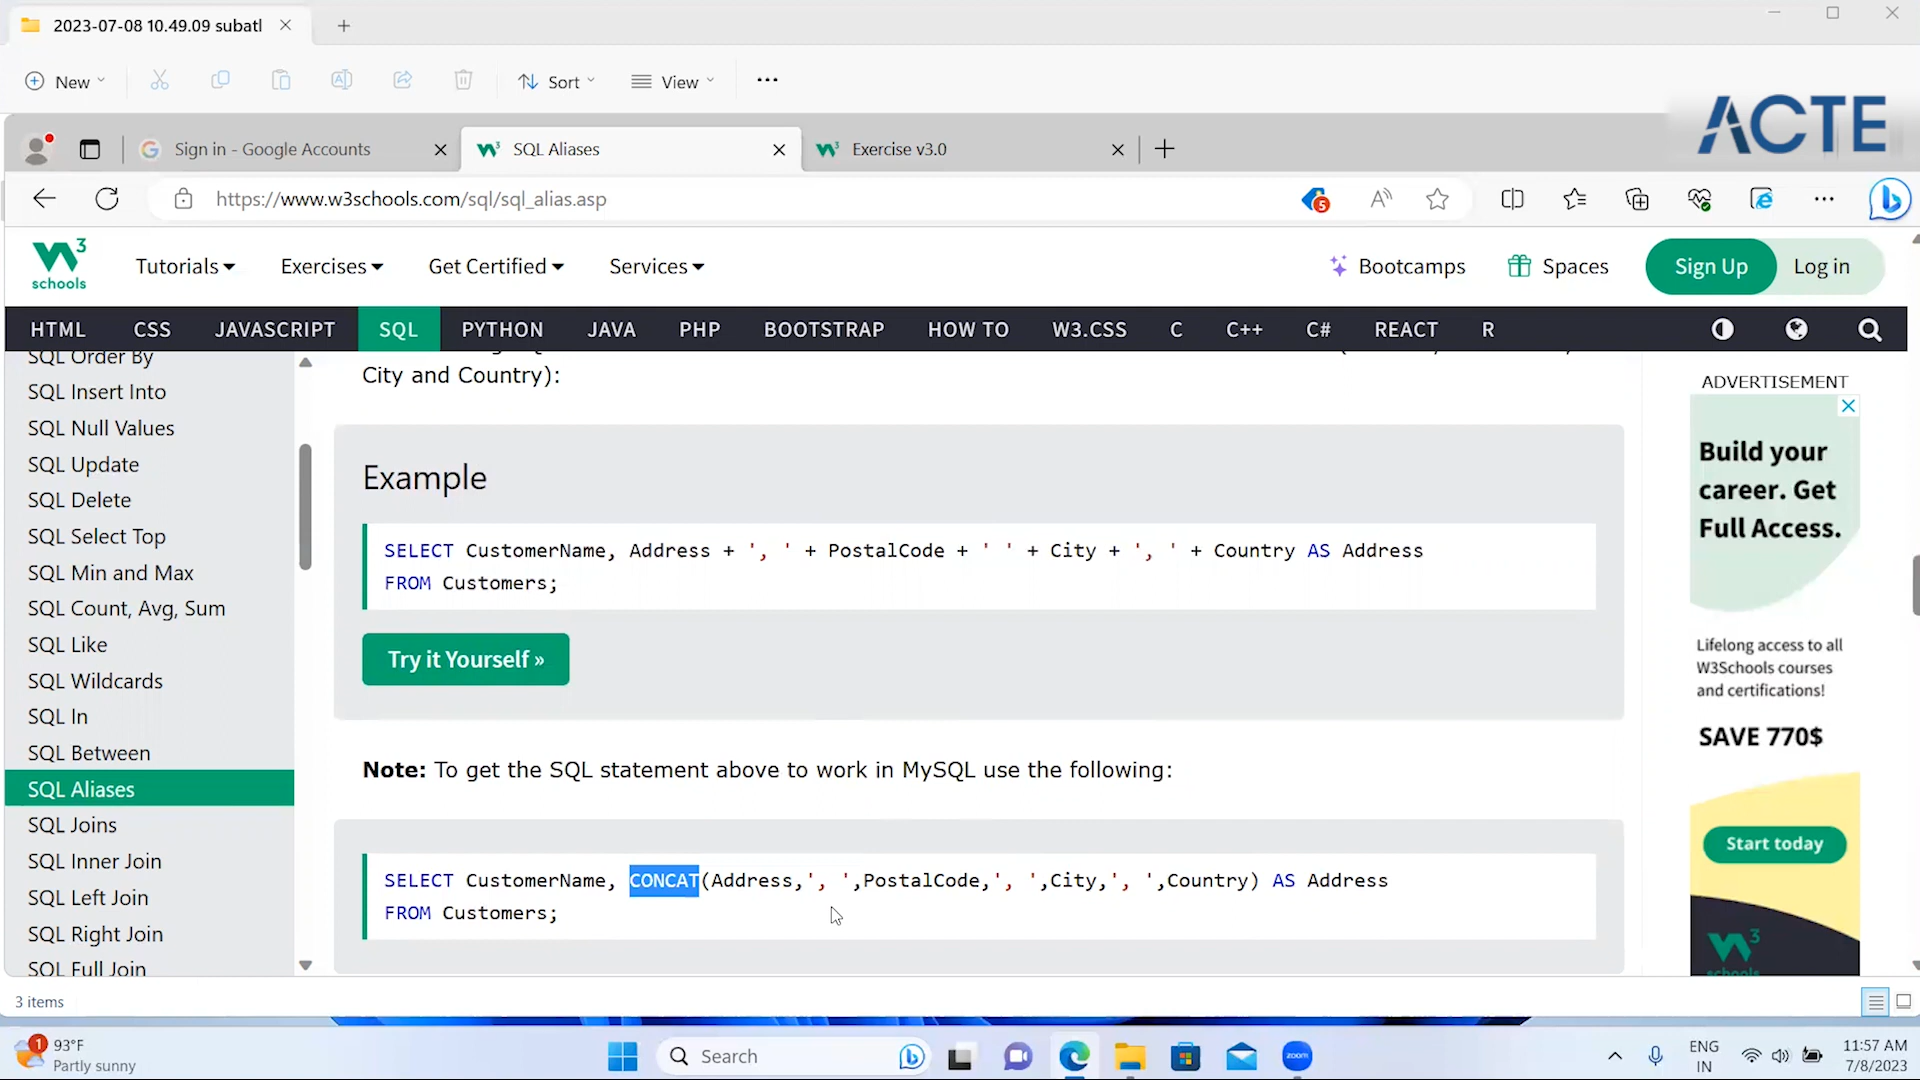 2023-07-08 10.49.09 subatl
New
Sort
View
ACTE
Sign in - Google Accounts
SQL Aliases
Exercise v3.0
https://www.w3schools.com/sql/sql_alias.asp
5
W3 schools
Tutorials
Exercises
Get Certified
Services
Bootcamps
Spaces
Sign Up
Log in
HTML
CSS
JAVASCRIPT
SQL
PYTHON
JAVA
PHP
BOOTSTRAP
HOW TO
W3.CSS
C
C++
C#
REACT
R
SQL Order By
SQL Insert Into
SQL Null Values
SQL Update
SQL Delete
SQL Select Top
SQL Min and Max
SQL Count, Avg, Sum
SQL Like
SQL Wildcards
SQL In
SQL Between
SQL Aliases
SQL Joins
SQL Inner Join
SQL Left Join
SQL Right Join
SQL Full Join
City and Country):
Example
SELECT CustomerName, Address + ', ' + PostalCode + ' ' + City + ', ' + Country AS Address
FROM Customers;
Try it Yourself »
Note: To get the SQL statement above to work in MySQL use the following:
SELECT CustomerName, CONCAT(Address,', ',PostalCode,', ',City,', ',Country) AS Address
FROM Customers;
ADVERTISEMENT
Build your
career. Get
Full Access.
Lifelong access to all
W3Schools courses
and certifications!
SAVE 770$
Start today
W3
schools
3 items
1
93°F
Partly sunny
Search
zoom
ENG
IN
11:57 AM
7/8/2023